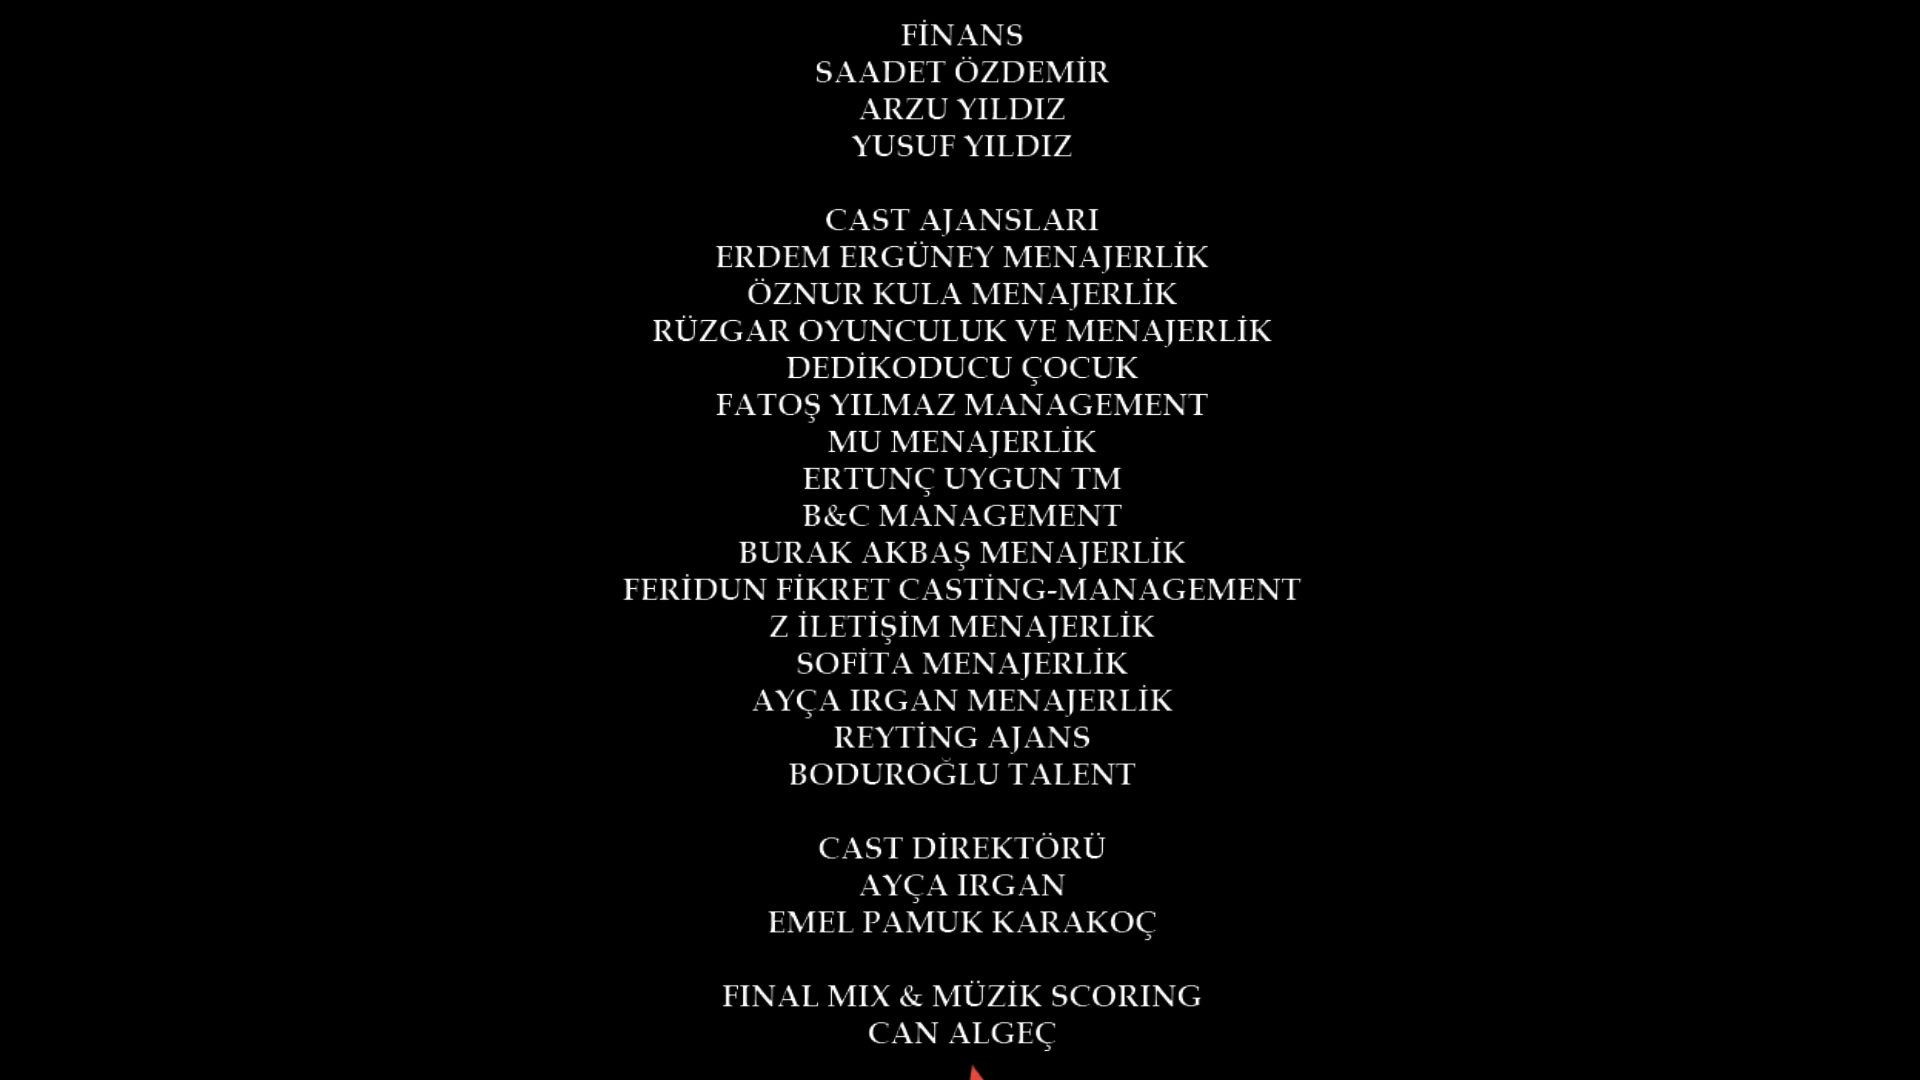 FİNANS
SAADET ÖZDEMİR
ARZU YILDIZ
YUSUF YILDIZ
CAST AJANSLARI
ERDEM ERGÜNEY MENAJERLİK
ÖZNUR KULA MENAJERLİK
RÜZGAR OYUNCULUK VE MENAJERLİK
DEDİKODUCU ÇOCUK
FATOŞ YILMAZ MANAGEMENT
MU MENAJERLİK
ERTUNÇ UYGUN TM
B&C MANAGEMENT
BURAK AKBAŞ MENAJERLİK
FERİDUN FİKRET CASTİNG-MANAGEMENT
Z İLETİŞİM MENAJERLİK
SOFİTA MENAJERLİK
AYÇA IRGAN MENAJERLİK
REYTİNG AJANS
BODUROĞLU TALENT
CAST DİREKTÖRÜ
AYÇA IRGAN
EMEL PAMUK KARAKOÇ
FINAL MIX & MÜZİK SCORING
CAN ALGEÇ